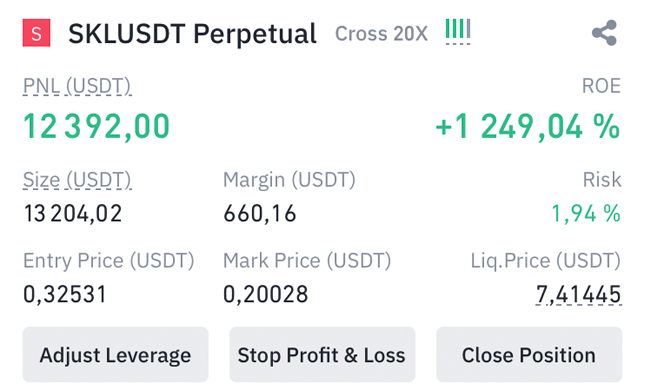 S SKLUSDT Perpetual Cross 20X
PNL (USDT) ROE
12 392,00 +1 249,04 %
Size (USDT) Margin (USDT) Risk
13 204,02 660,16 1,94 %
Entry Price (USDT) Mark Price (USDT) Liq.Price (USDT)
0,32531 0,20028 7,41445
Adjust Leverage Stop Profit & Loss Close Position